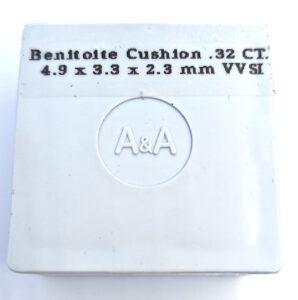 Benitoite Cushion .32 CT.
4.9 x 3.3 x 2.3 mm VVSI
A&A